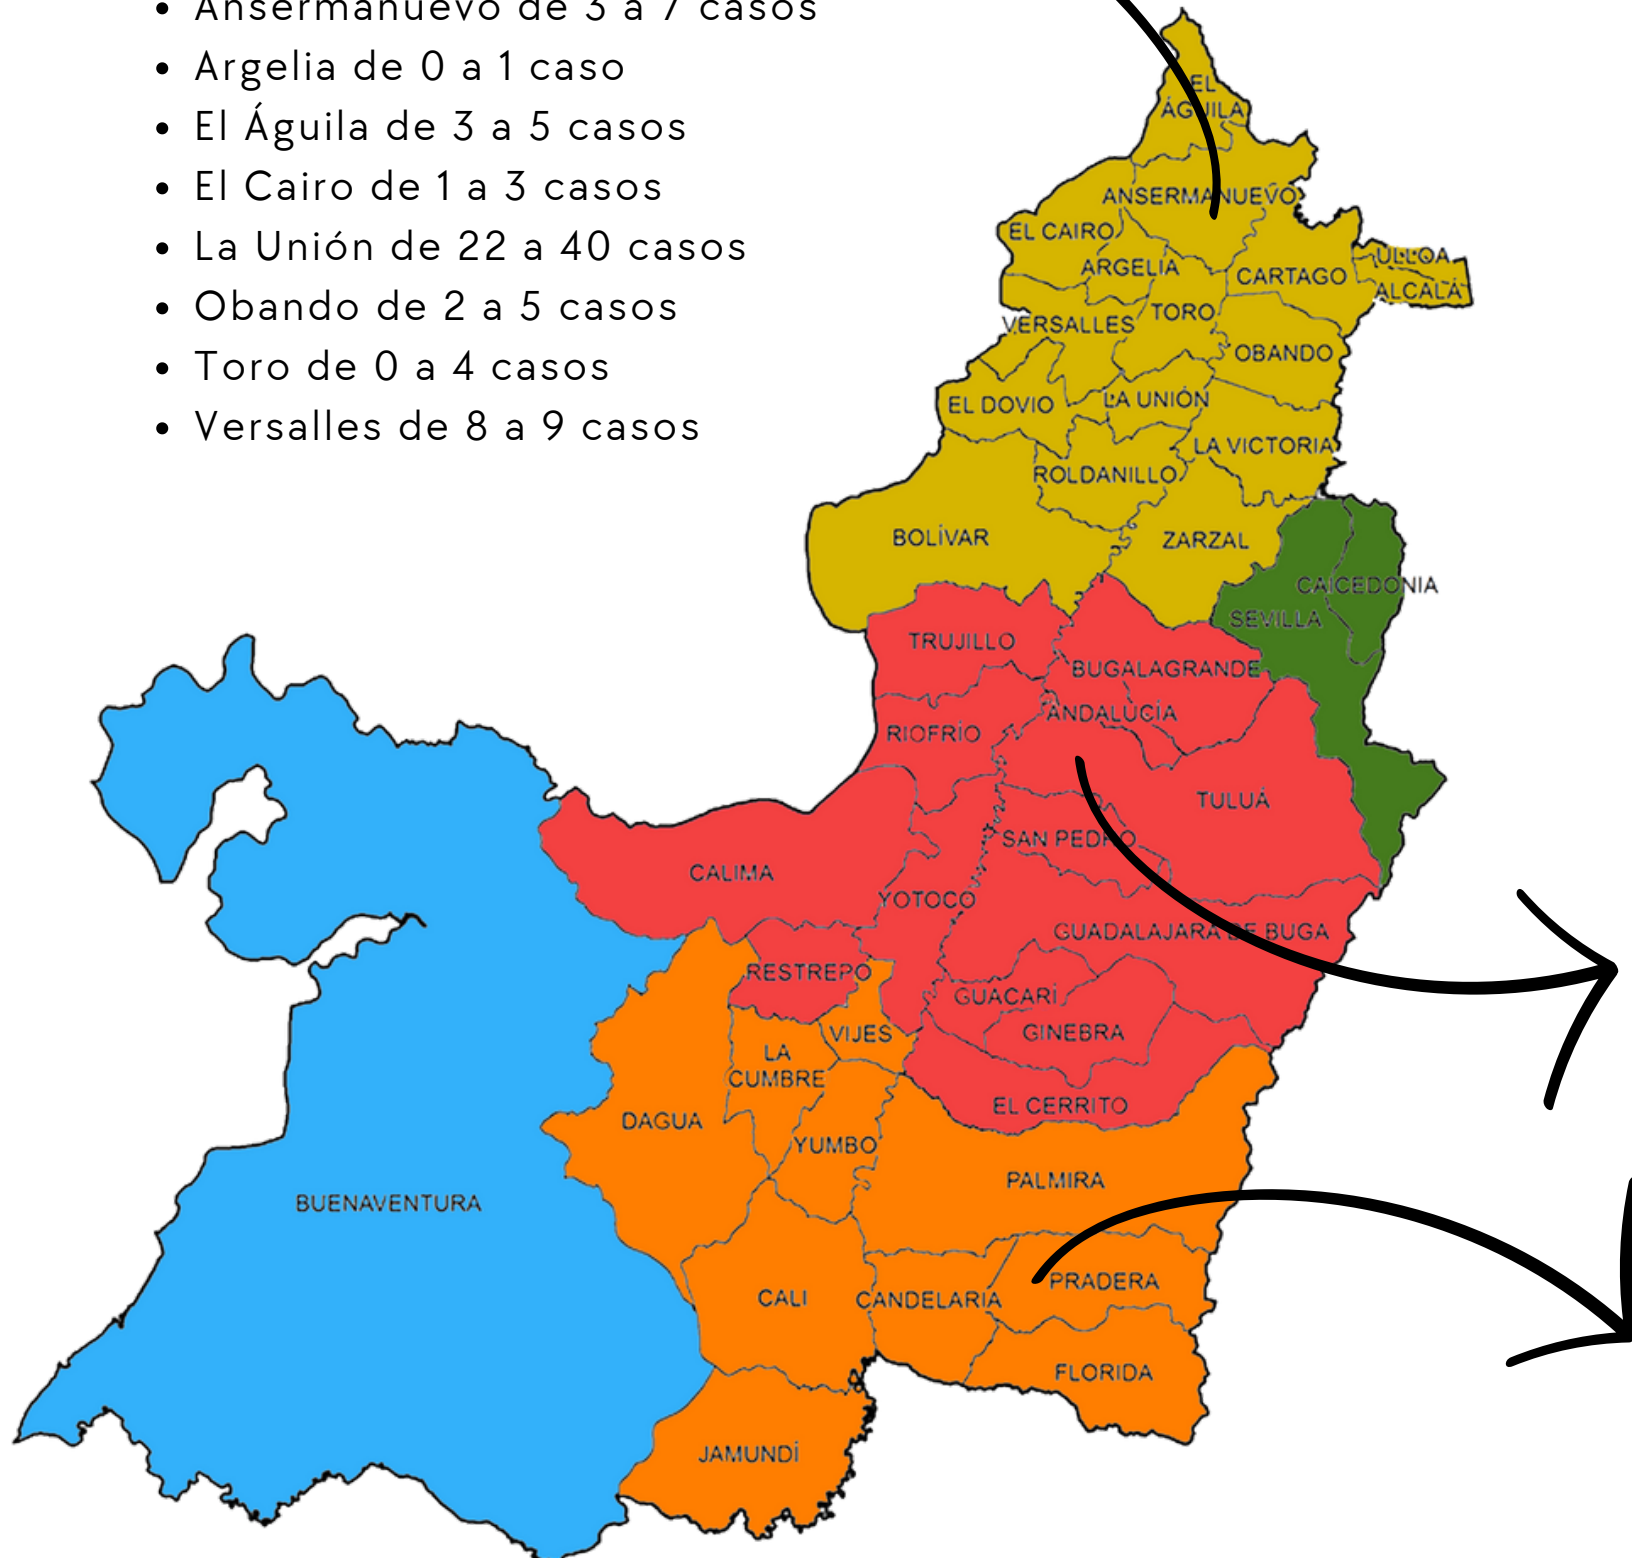 Ansermanuevo de 3 a 7 casos
Argelia de 0 a 1 caso
El Águila de 3 a 5 casos
El Cairo de 1 a 3 casos
La Unión de 22 a 40 casos
Obando de 2 a 5 casos
Toro de 0 a 4 casos
Versalles de 8 a 9 casos
EL
ÁGUILA
ANSERMANUEVO
EL CAIRO
ARGELIA
CARTAGO
ULLOA
ALCALÁ
VERSALLES
TORO
OBANDO
EL DOVIO
LA UNIÓN
LA VICTORIA
ROLDANILLO
BOLÍVAR
ZARZAL
CAICEDONIA
SEVILLA
TRUJILLO
BUGALAGRANDE
ANDALUCÍA
RIOFRÍO
TULUÁ
SAN PEDRO
CALIMA
YOTOCO
GUADALAJARA DE BUGA
RESTREPO
GUACARÍ
GINEBRA
VIJES
LA
CUMBRE
EL CERRITO
DAGUA
YUMBO
PALMIRA
BUENAVENTURA
CALI
CANDELARIA
PRADERA
FLORIDA
JAMUNDÍ